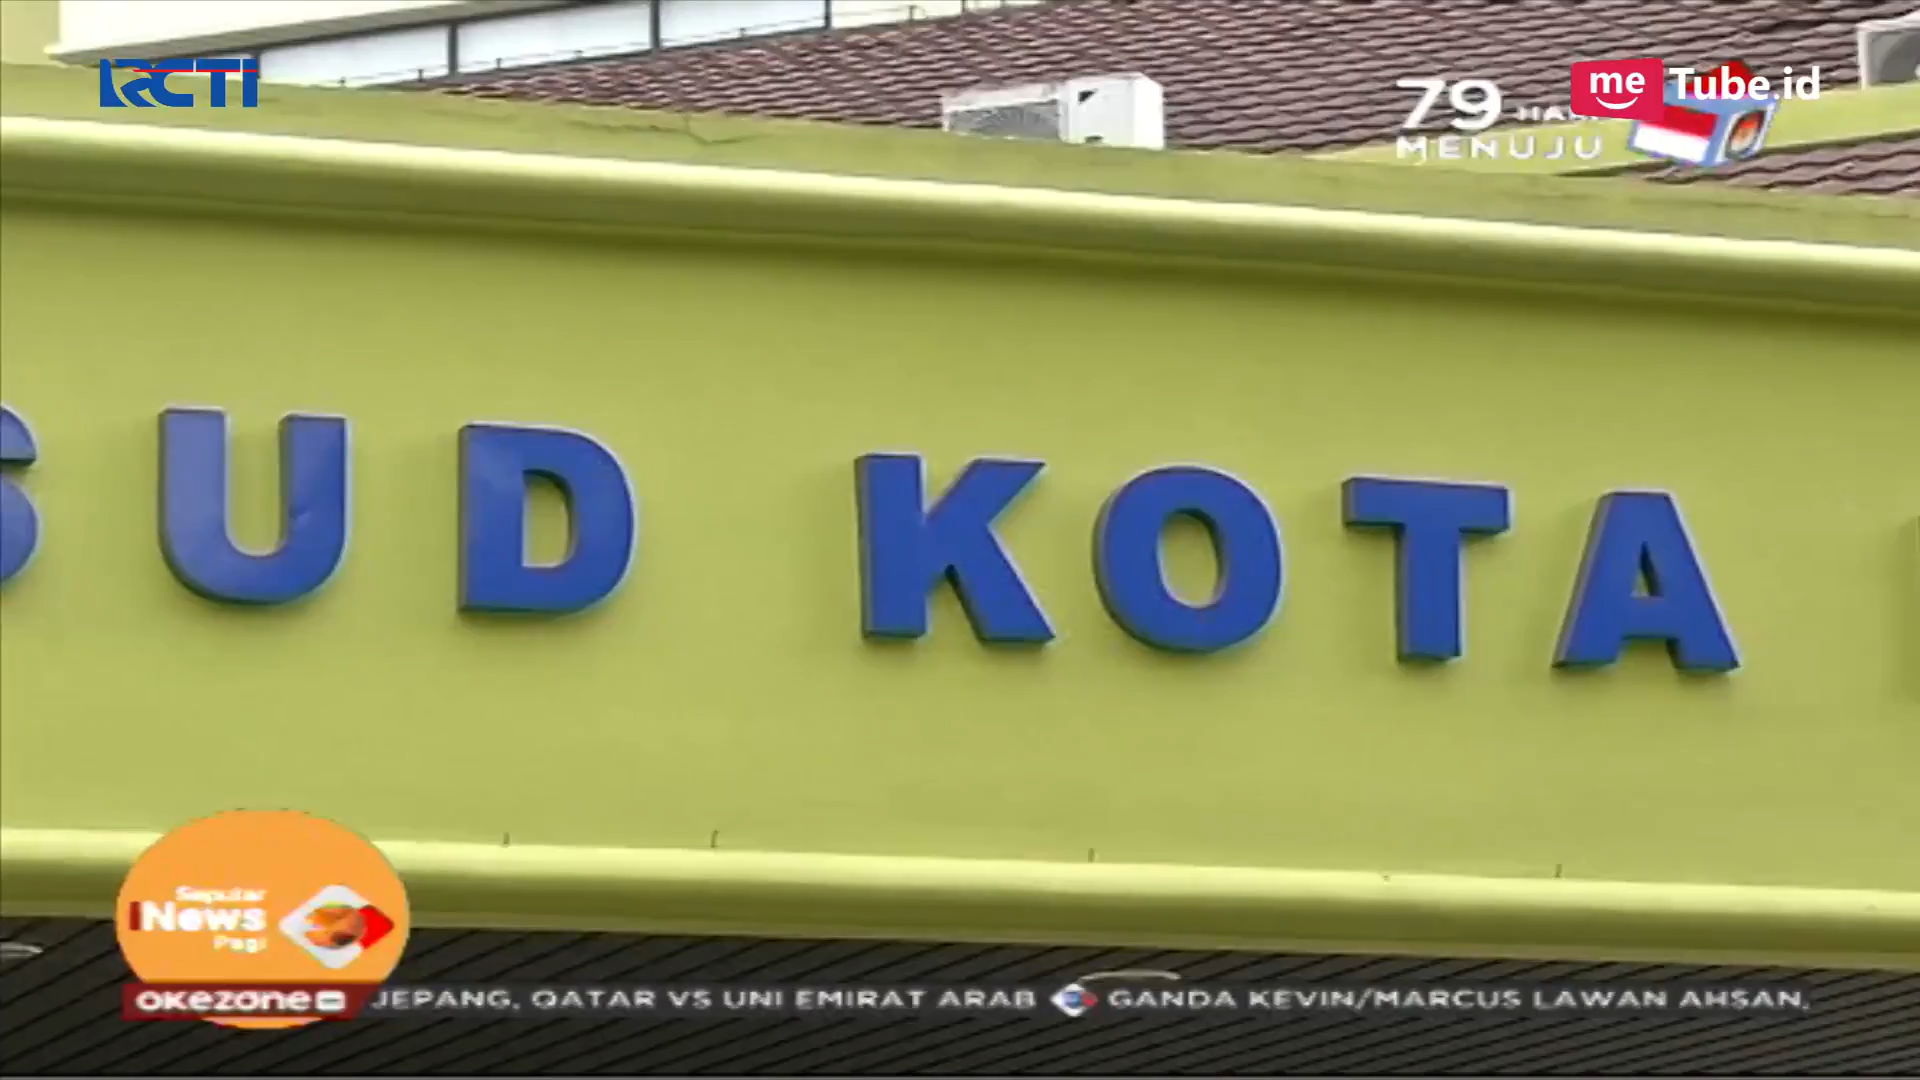 RCTI
79 HARI
MENUJU
me Tube.id
SUD KOTA
Seputar
iNews
Pagi
okezone
JEPANG, QATAR VS UNI EMIRAT ARAB GANDA KEVIN/MARCUS LAWAN AHSAN,